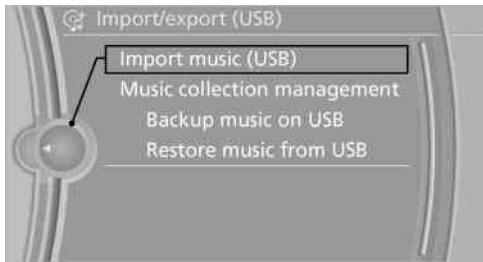 Import/export (USB)
Import music (USB)
Music collection management
Backup music on USB
Restore music from USB